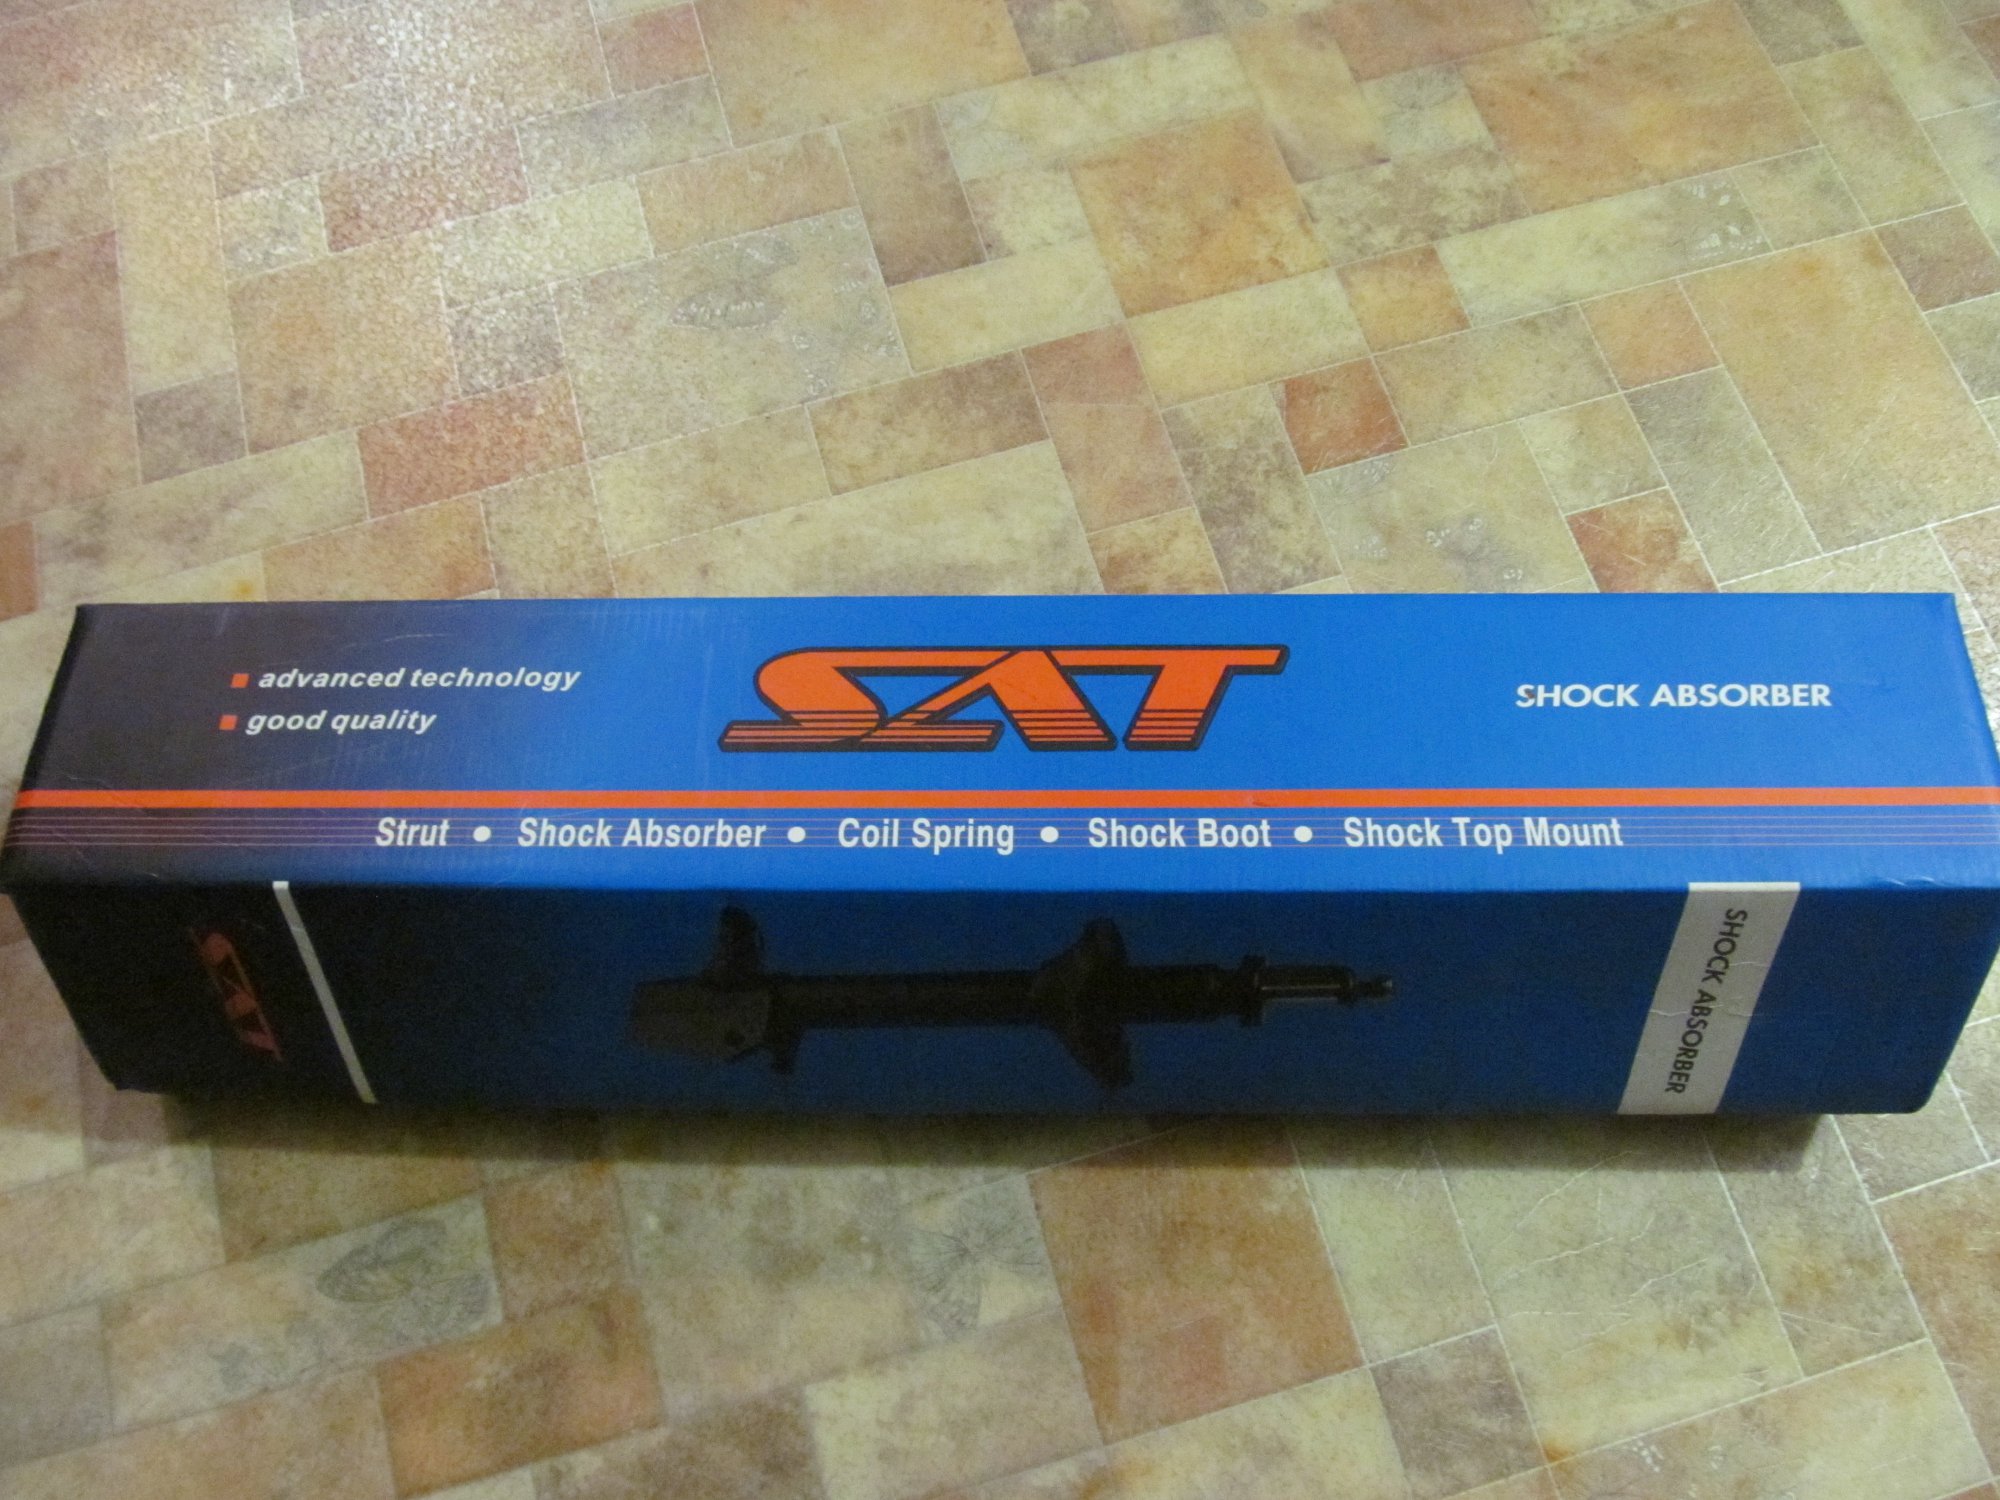 advanced technology
good quality
SAT
SHOCK ABSORBER
Strut • Shock Absorber • Coil Spring • Shock Boot • Shock Top Mount
SAT
SHOCK ABSORBER